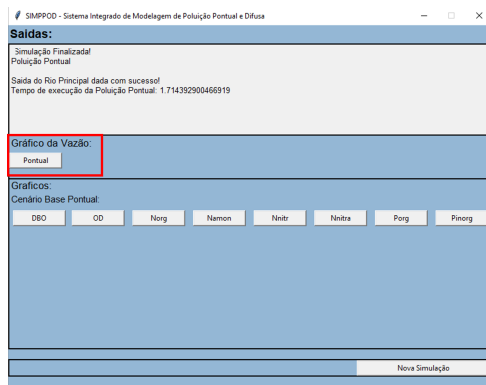 SIMPPOD - Sistema Integrado de Modelagem de Poluição Pontual e Difusa
Saidas:
Simulação Finalizada!
Poluição Pontual
Saida do Rio Principal dada com sucesso!
Tempo de execução da Poluição Pontual: 1.714392900466919
Gráfico da Vazão:
Pontual
Graficos:
Cenário Base Pontual:
DBO OD Norg Namon Nnitr Nnitra Porg Pinorg
Nova Simulação